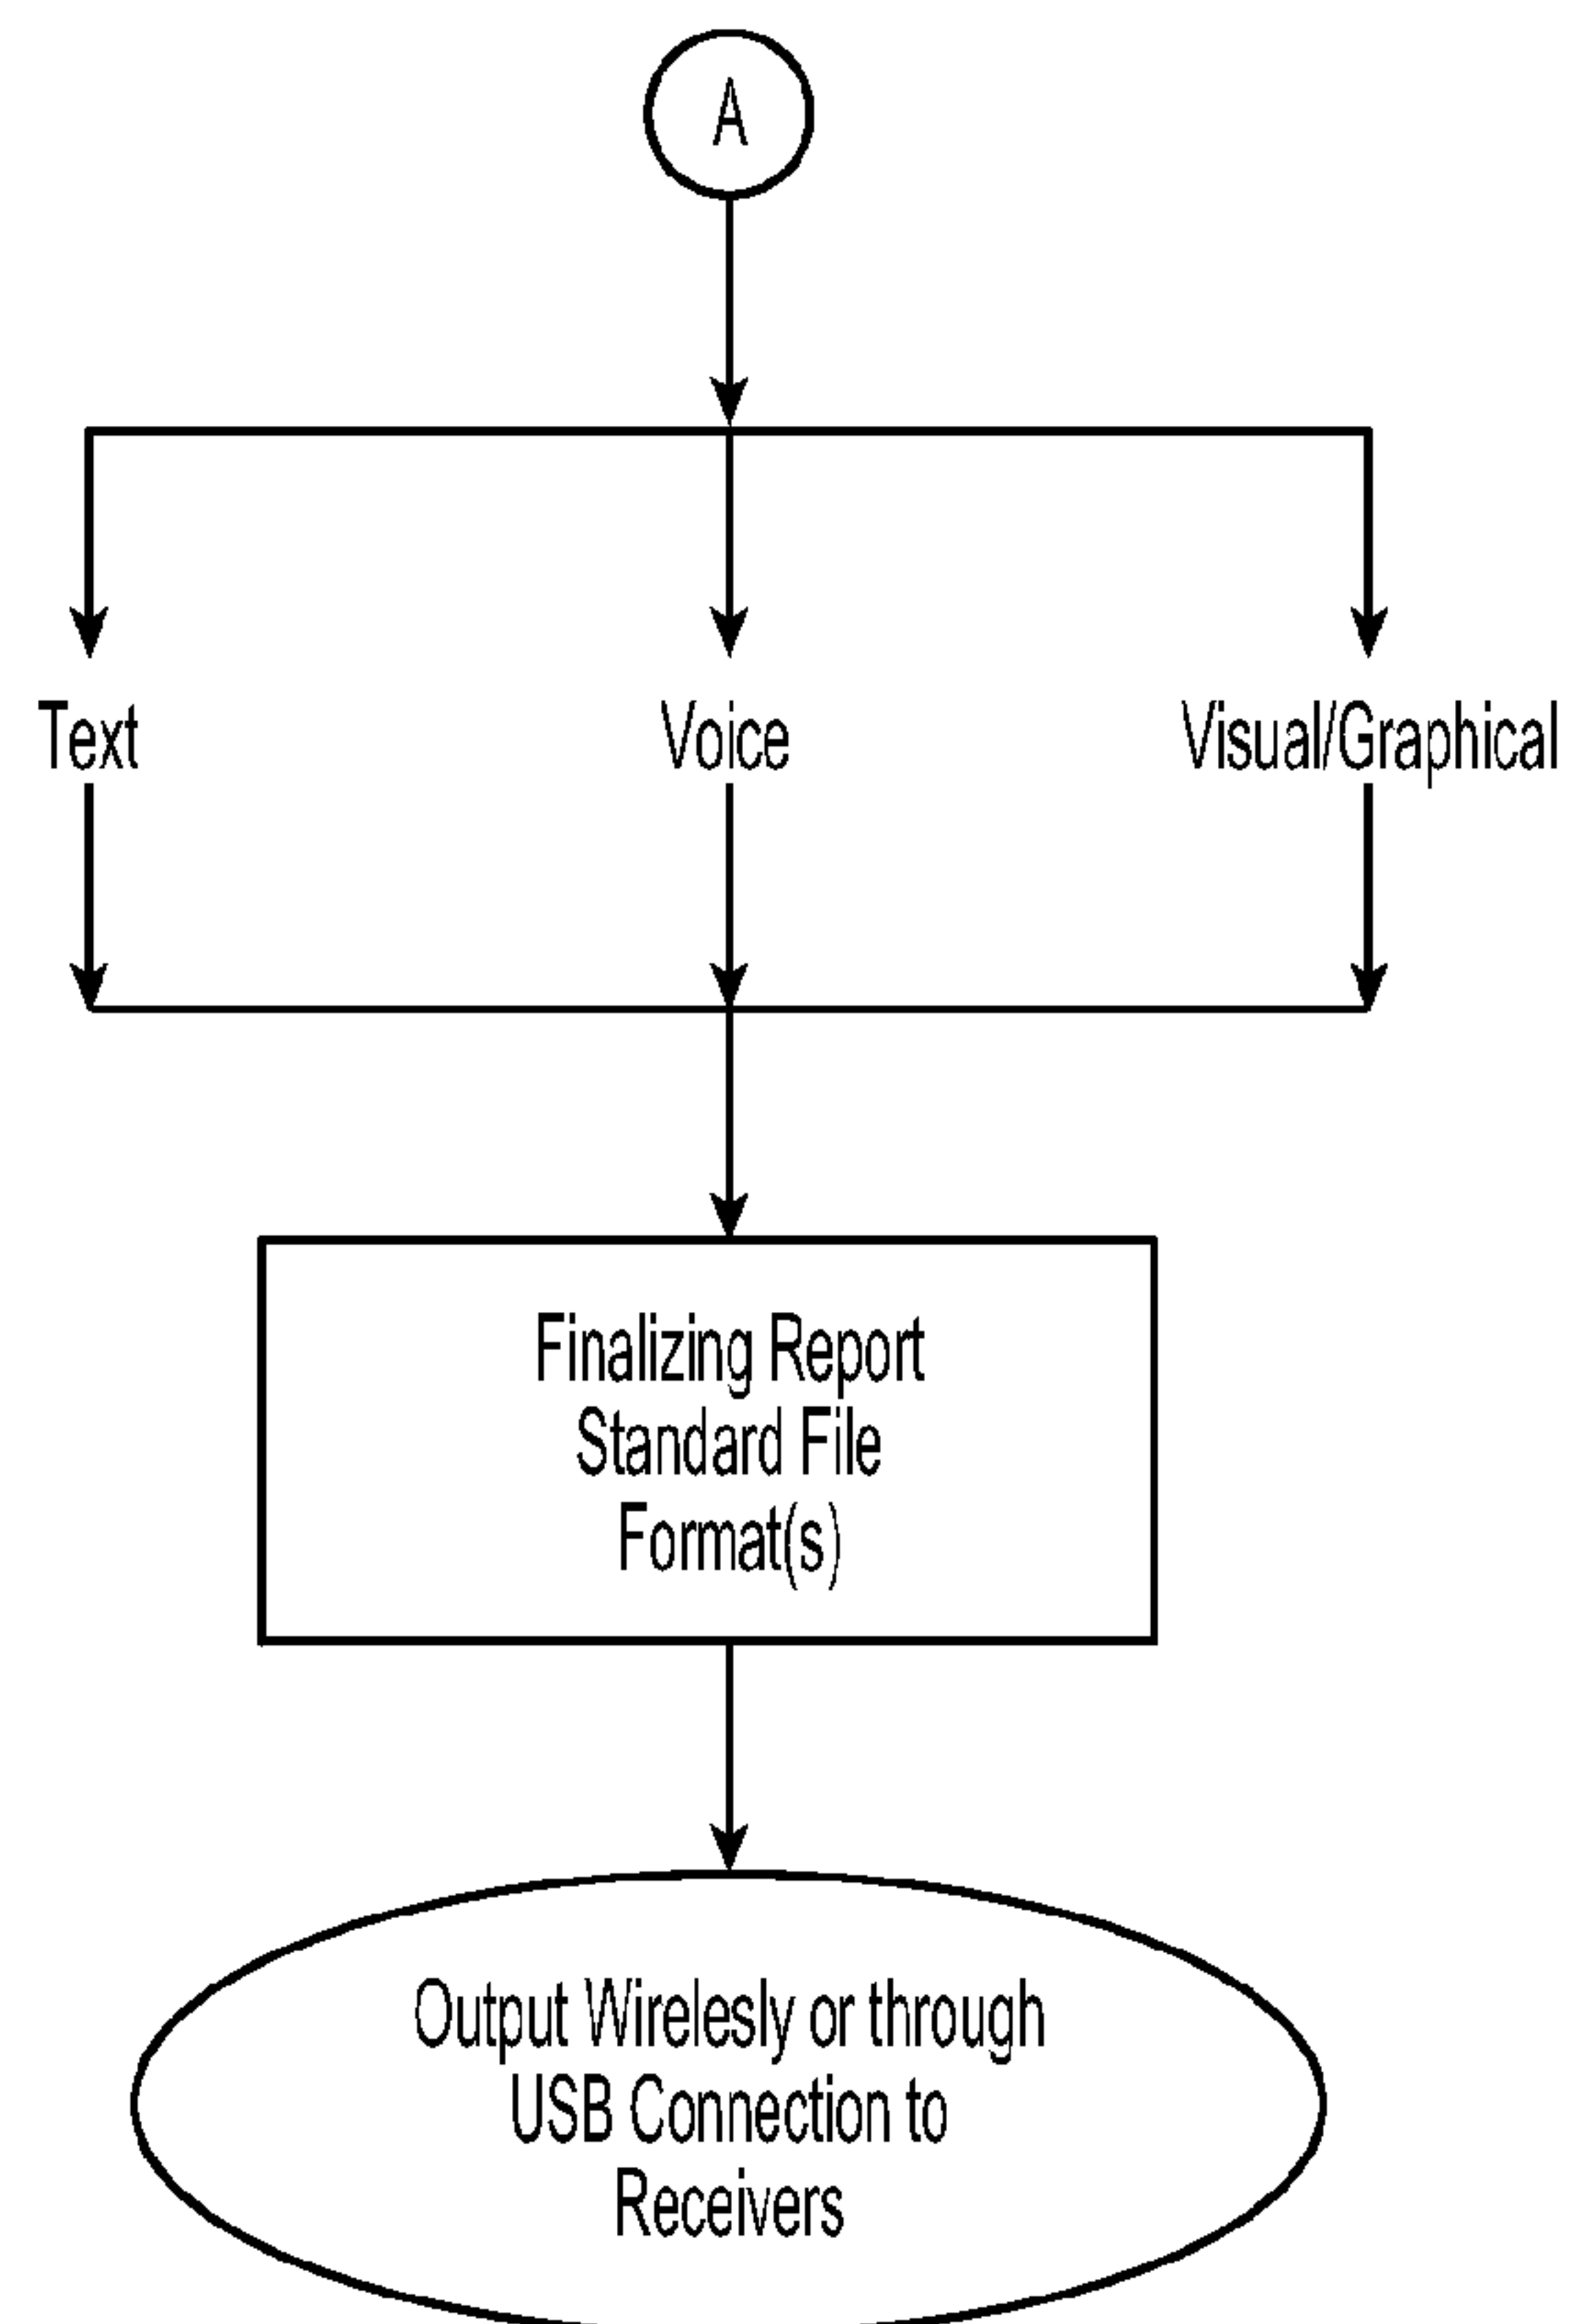 A
Text
Voice
Visual/Graphical
Finalizing Report
Standard File
Format(s)
Output Wirelesly or through
USB Connection to
Receivers